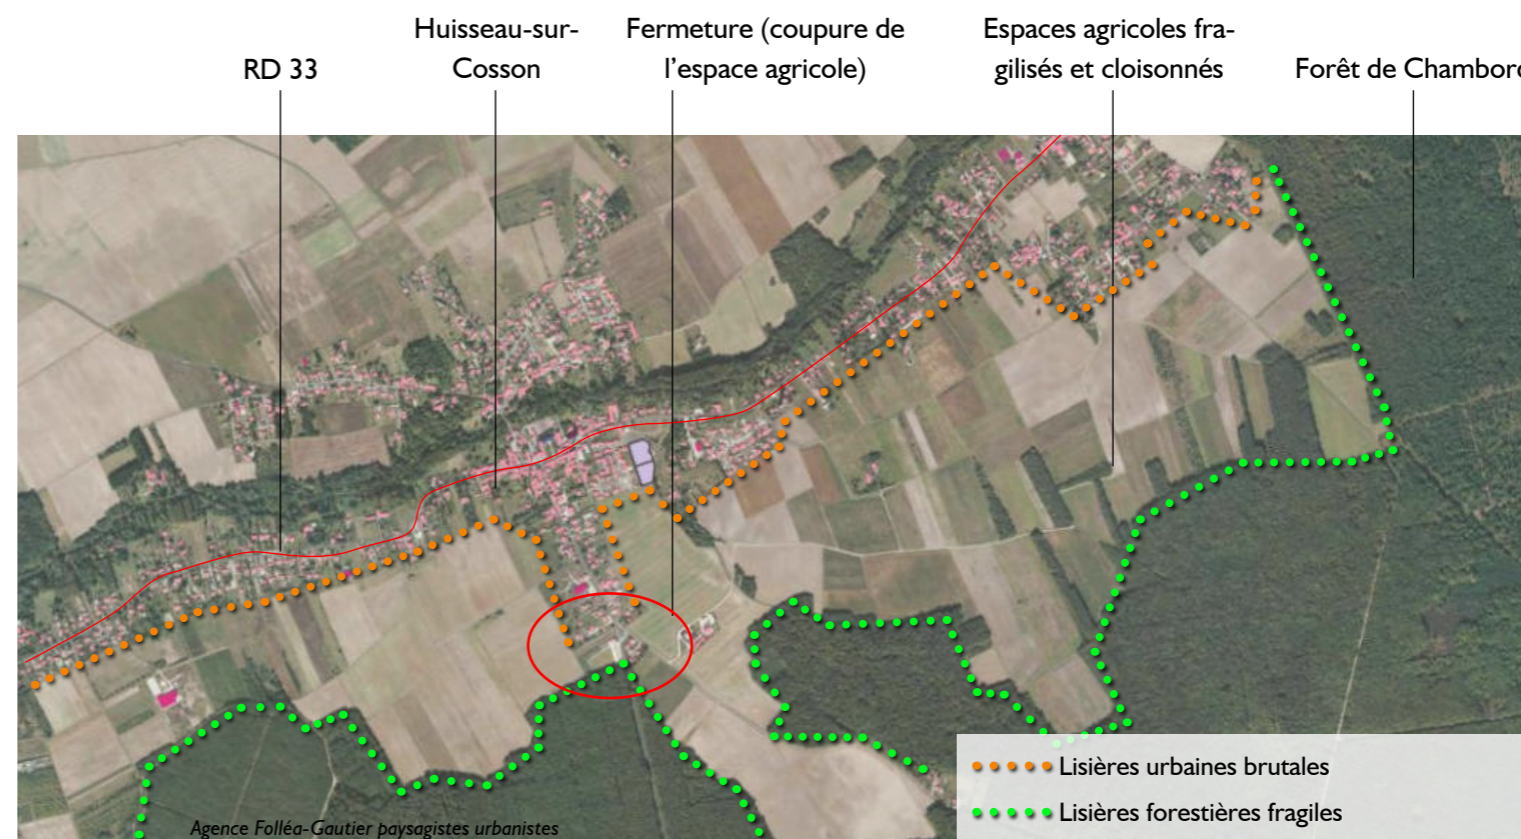 RD 33
Huisseau-sur-
Cosson
Fermeture (coupure de
l'espace agricole)
Espaces agricoles fra-
gilisés et cloisonnés
Forêt de Chambord
Lisières urbaines brutales
Lisières forestières fragiles
Agence Folléa-Gautier paysagistes urbanistes